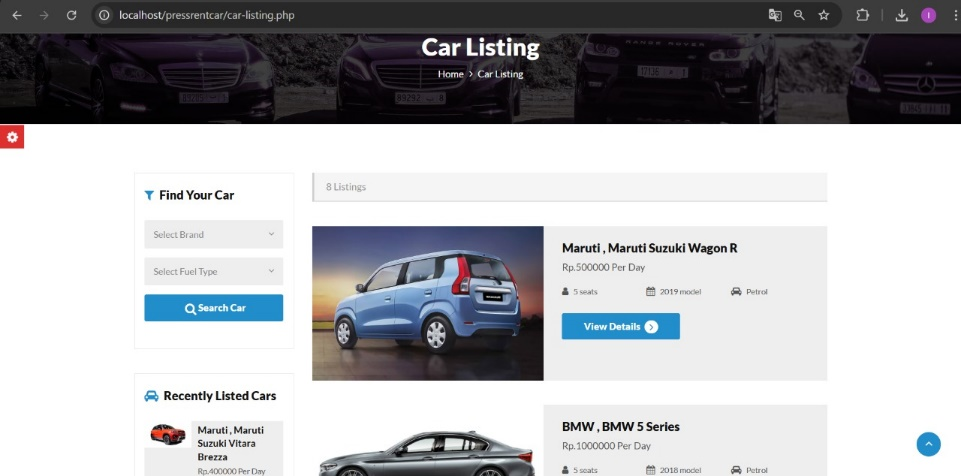 localhost/pressrentcar/car-listing.php
I
Car Listing
Home > Car Listing
Find Your Car
Select Brand
Select Fuel Type
Search Car
8 Listings
Maruti , Maruti Suzuki Wagon R
Rp.500000 Per Day
5 seats 2019 model Petrol
View Details
Recently Listed Cars
Maruti , Maruti
Suzuki Vitara
Brezza
Rp.400000 Per Day
BMW , BMW 5 Series
Rp.1000000 Per Day
5 seats 2018 model Petrol